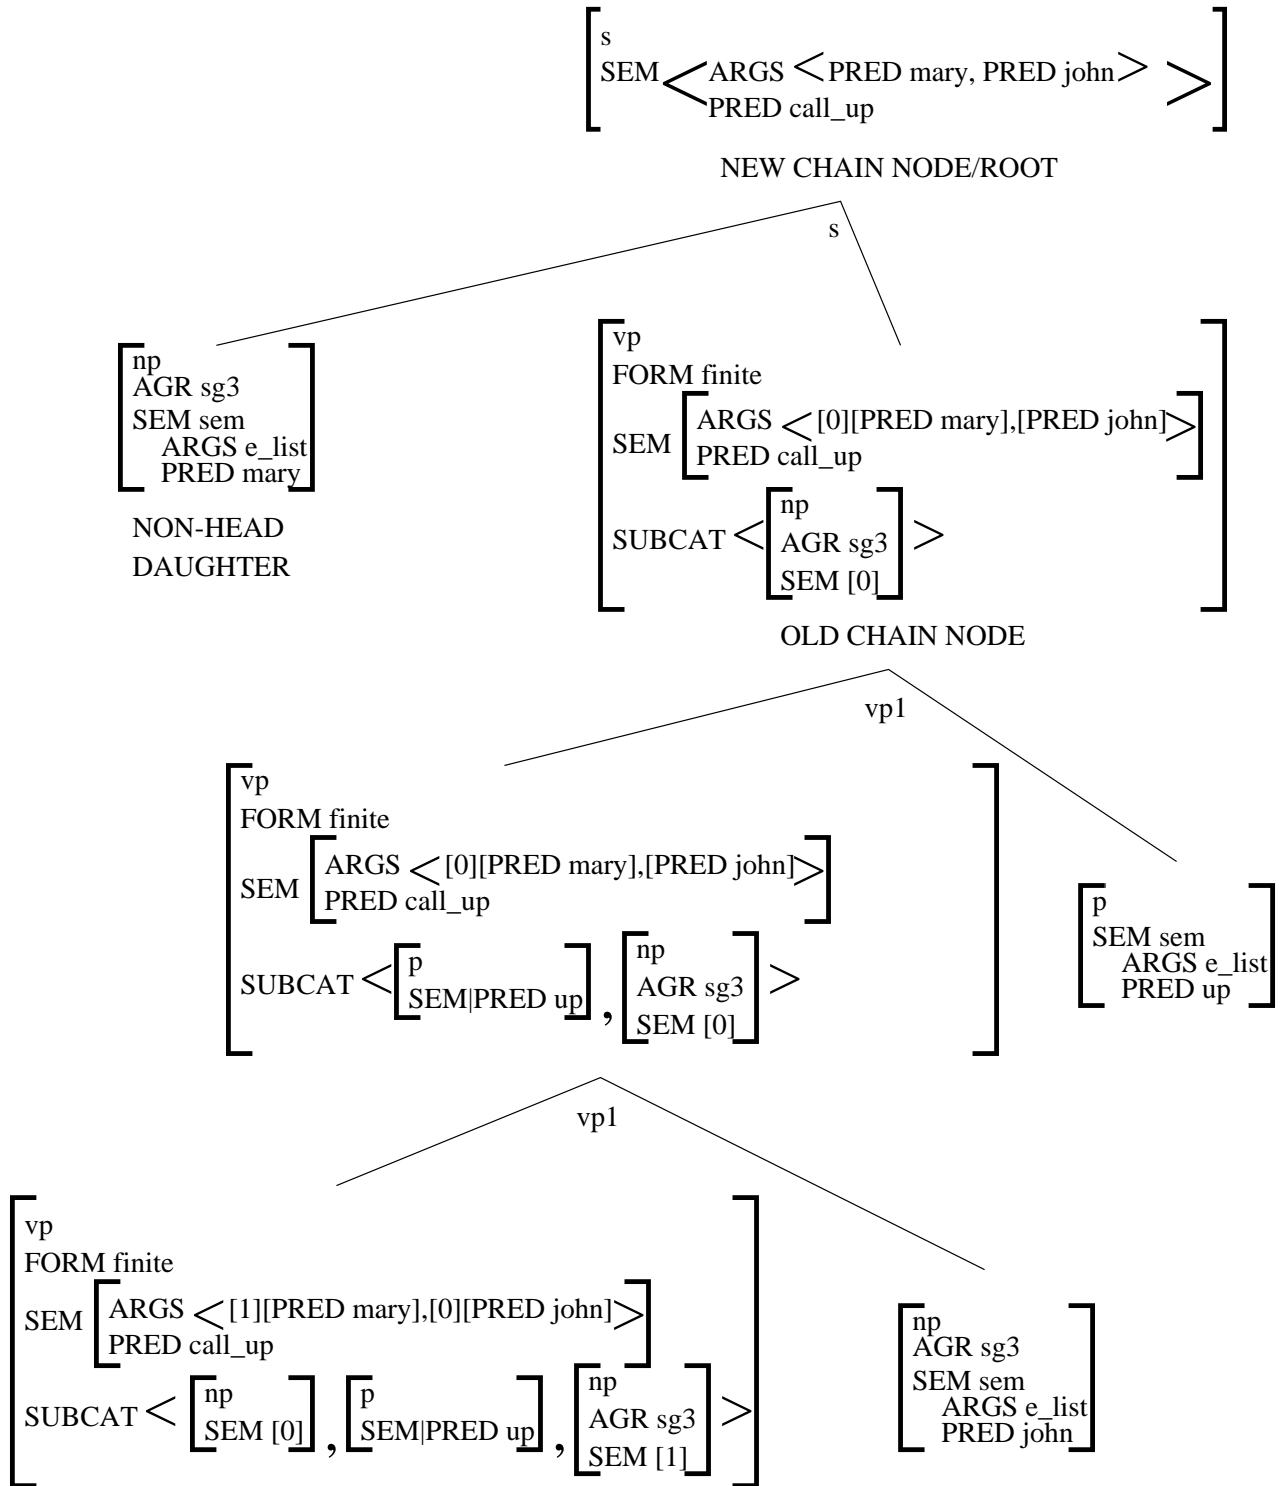 s
SEM < ARGS < PRED mary, PRED john > >
PRED call_up
NEW CHAIN NODE/ROOT
s
np
AGR sg3
SEM sem
ARGS e_list
PRED mary
NON-HEAD
DAUGHTER
vp
FORM finite
SEM ARGS < [0][PRED mary],[PRED john] >
PRED call_up
SUBCAT < np
AGR sg3
SEM [0] >
OLD CHAIN NODE
vp1
vp
FORM finite
SEM ARGS < [0][PRED mary],[PRED john] >
PRED call_up
SUBCAT < p
SEM|PRED up ,
np
AGR sg3
SEM [0] >
p
SEM sem
ARGS e_list
PRED up
vp1
vp
FORM finite
SEM ARGS < [1][PRED mary],[0][PRED john] >
PRED call_up
SUBCAT < np
SEM [0] ,
p
SEM|PRED up ,
np
AGR sg3
SEM [1] >
np
AGR sg3
SEM sem
ARGS e_list
PRED john